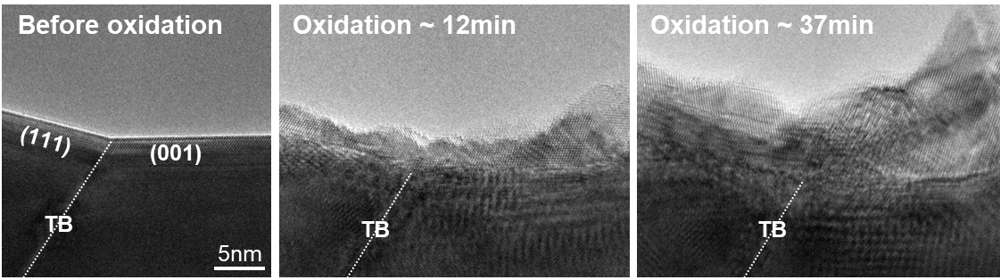 Before oxidation
(111)
(001)
TB
5nm
Oxidation ~ 12min
TB
Oxidation ~ 37min
TB